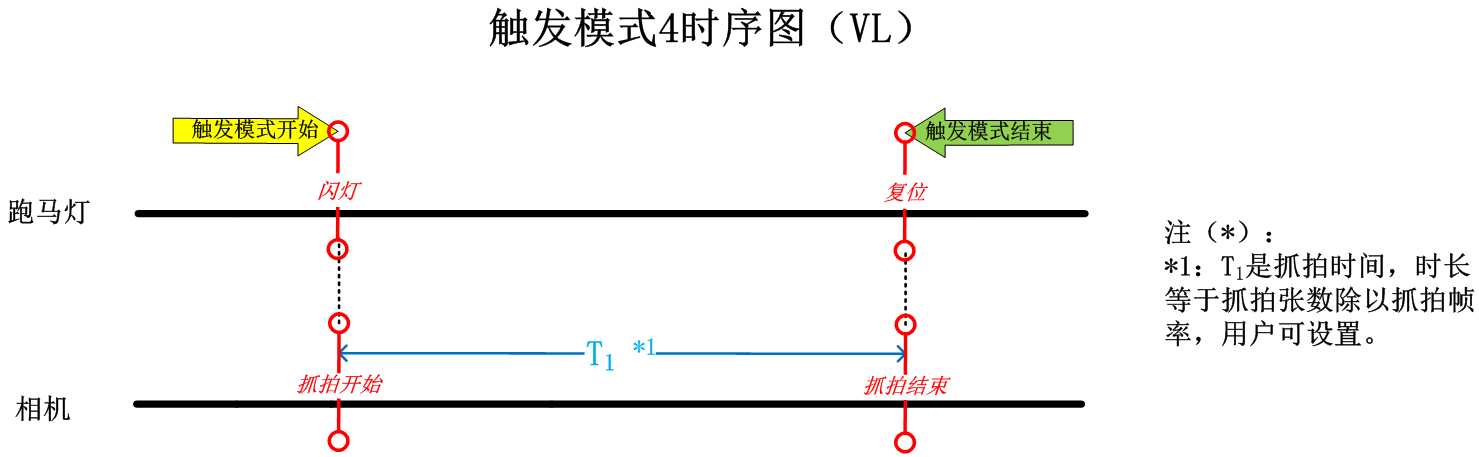 触发模式4时序图（VL）
触发模式开始
触发模式结束
闪灯
复位
跑马灯
注（*）：
*1：T1是抓拍时间，时长
等于抓拍张数除以抓拍帧
率，用户可设置。
T1 *1
抓拍开始
抓拍结束
相机